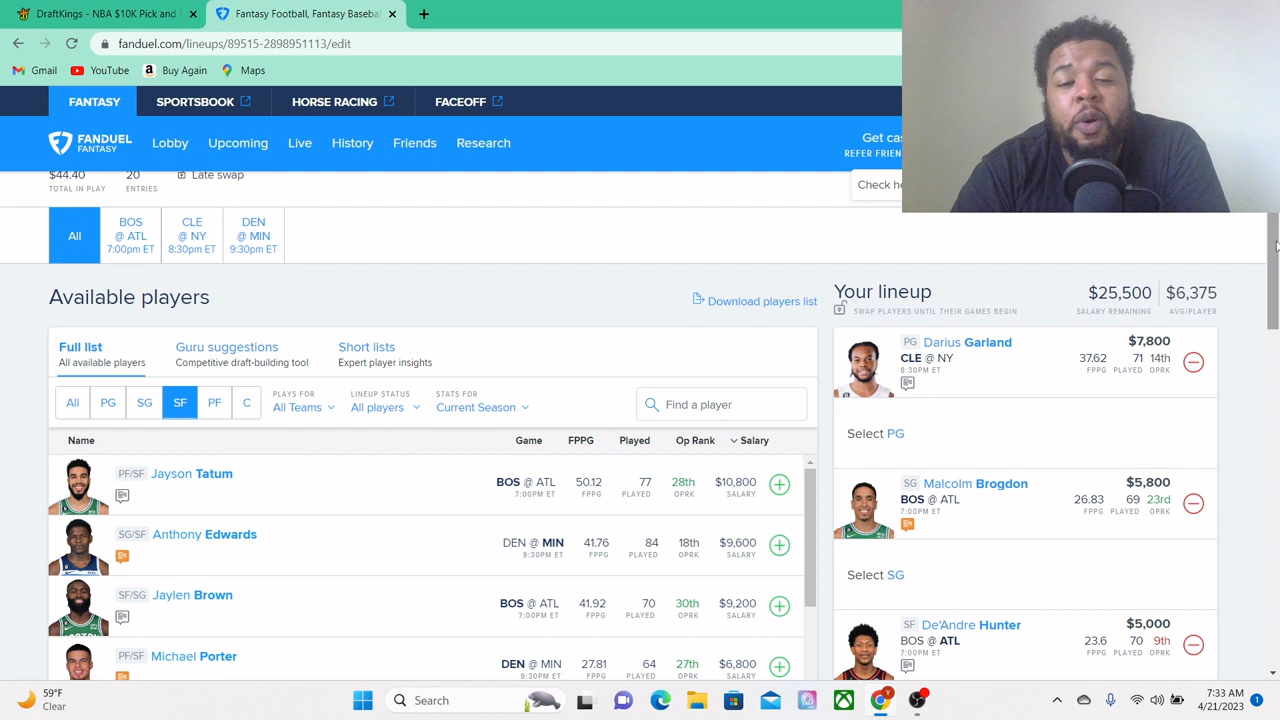 DraftKings - NBA $10K Pick and
Fantasy Football, Fantasy Baseba
fanduel.com/lineups/89515-2898951113/edit
Gmail YouTube Buy Again Maps
FANTASY SPORTSBOOK HORSE RACING FACEOFF
FANDUEL FANTASY Lobby Upcoming Live History Friends Research
Get cas
REFER FRIEN
$44.40 20 Late swap
TOTAL IN PLAY ENTRIES
Check he
All
BOS @ ATL 7:00pm ET
CLE @ NY 8:30pm ET
DEN @ MIN 9:30pm ET
Available players
Download players list
Full list Guru suggestions Short lists
All available players Competitive draft-building tool Expert player insights
All PG SG SF PF C
PLAYS FOR LINEUP STATUS STATS FOR
All Teams All players Current Season
Find a player
Name Game FPPG Played Op Rank Salary
PF/SF Jayson Tatum
BOS @ ATL 50.12 77 28th $10,800
7:00PM ET FPPG PLAYED OPRK SALARY
SG/SF Anthony Edwards
DEN @ MIN 41.76 84 18th $9,600
9:30PM ET FPPG PLAYED OPRK SALARY
SF/SG Jaylen Brown
BOS @ ATL 41.92 70 30th $9,200
7:00PM ET FPPG PLAYED OPRK SALARY
PF/SF Michael Porter
DEN @ MIN 27.81 64 27th $6,800
9:30PM ET FPPG PLAYED OPRK SALARY
Your lineup $25,500 $6,375
SWAP PLAYERS UNTIL THEIR GAMES BEGIN SALARY REMAINING AVG/PLAYER
PG Darius Garland $7,800
CLE @ NY 37.62 71 14th
8:30PM ET FPPG PLAYED OPRK
Select PG
SG Malcolm Brogdon $5,800
BOS @ ATL 26.83 69 23rd
7:00PM ET FPPG PLAYED OPRK
Select SG
SF De'Andre Hunter $5,000
BOS @ ATL 23.6 70 9th
7:00PM ET FPPG PLAYED OPRK
59°F
Clear
Search
7:33 AM
4/21/2023
1